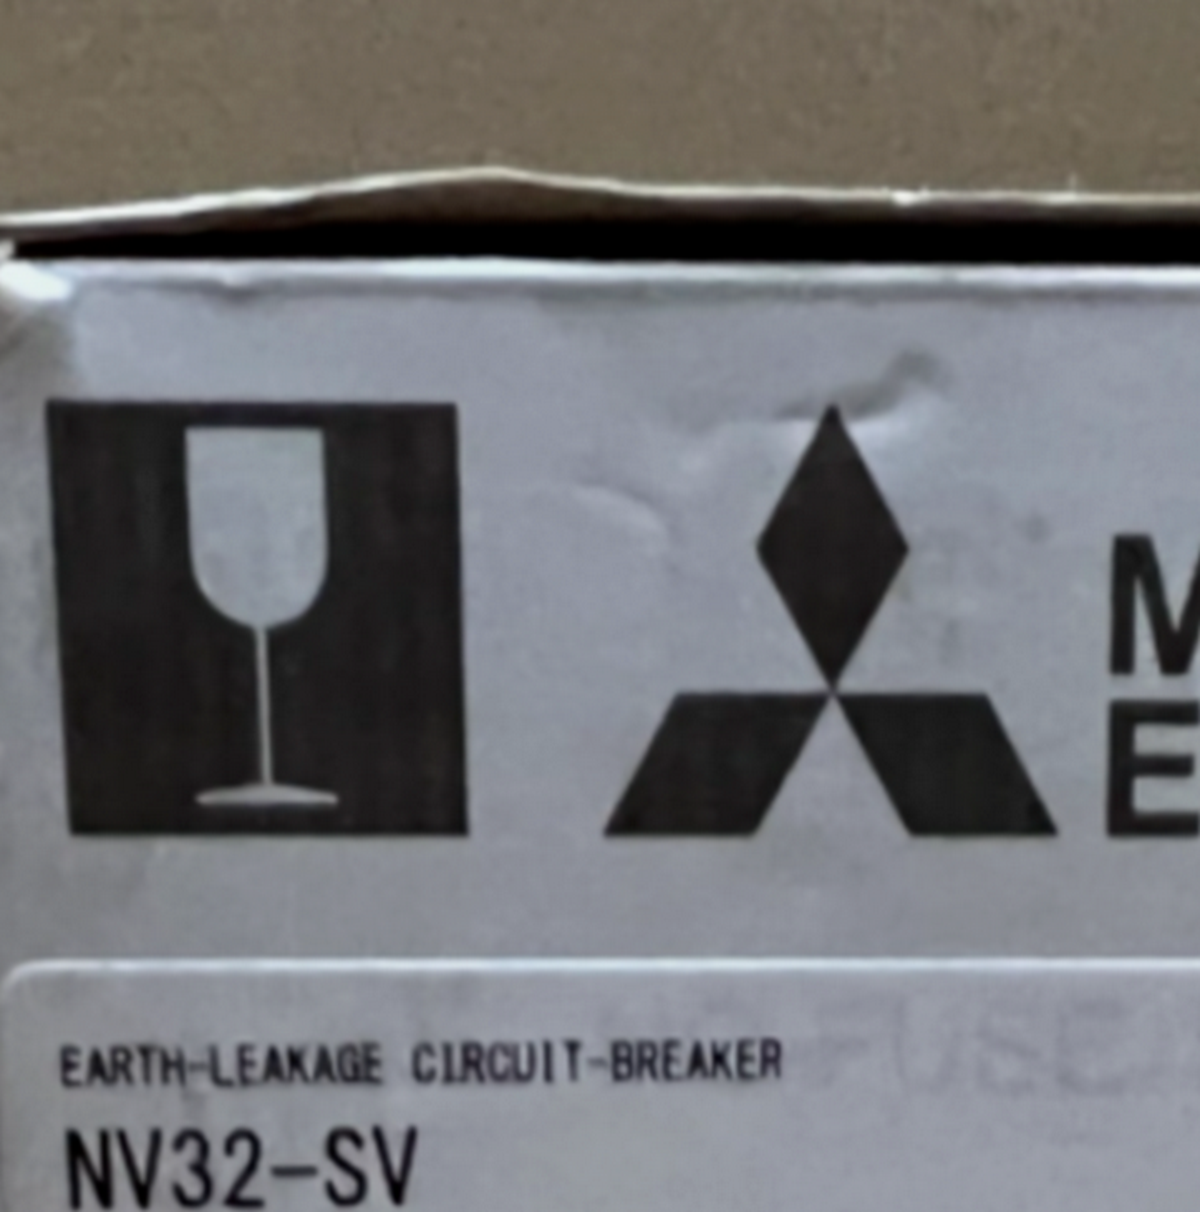 M
E
EARTH-LEAKAGE CIRCUIT-BREAKER
NV32-SV